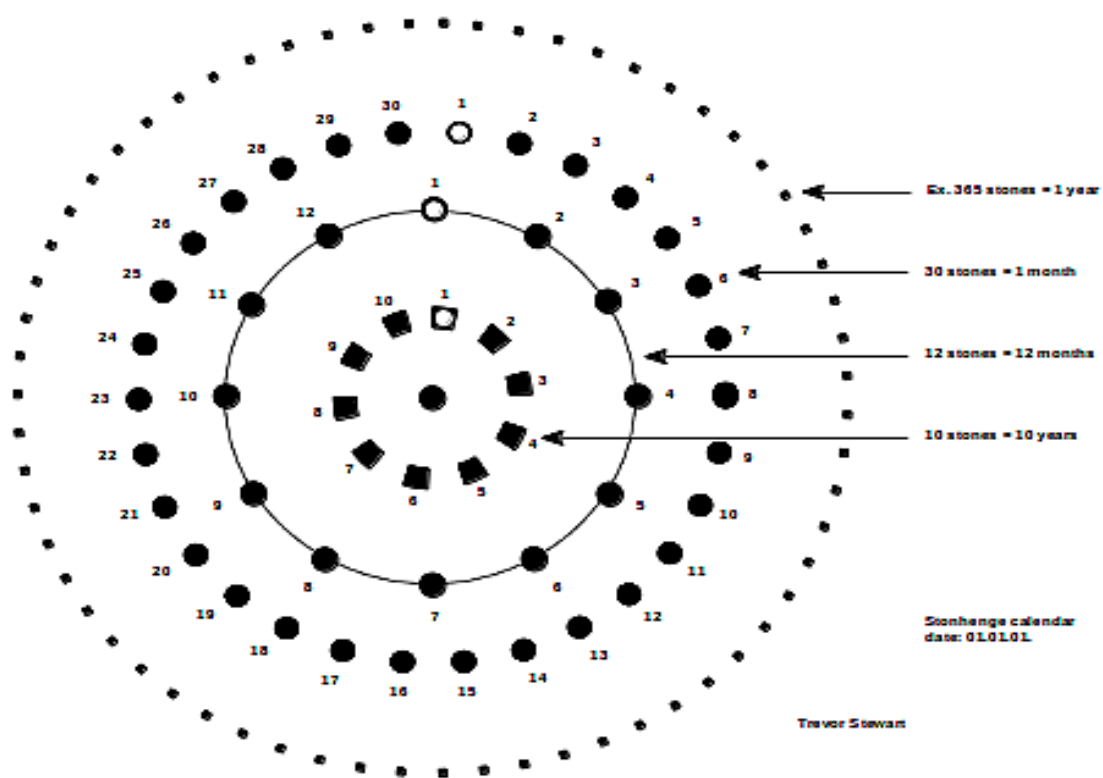 30 1 2 3 4 5 6 7 8 9 10 11 12 13 14 15 16 17 18 19 20 21 22 23 24 25 26 27 28 29
1 2 3 4 5 6 7 8 9 10 11 12
1 2 3 4 5 6 7 8 9 10
Ex. 365 stones = 1 year
30 stones = 1 month
12 stones = 12 months
10 stones = 10 years
Stonhenge calendar
date: 01.01.01.
Trevor Stewart